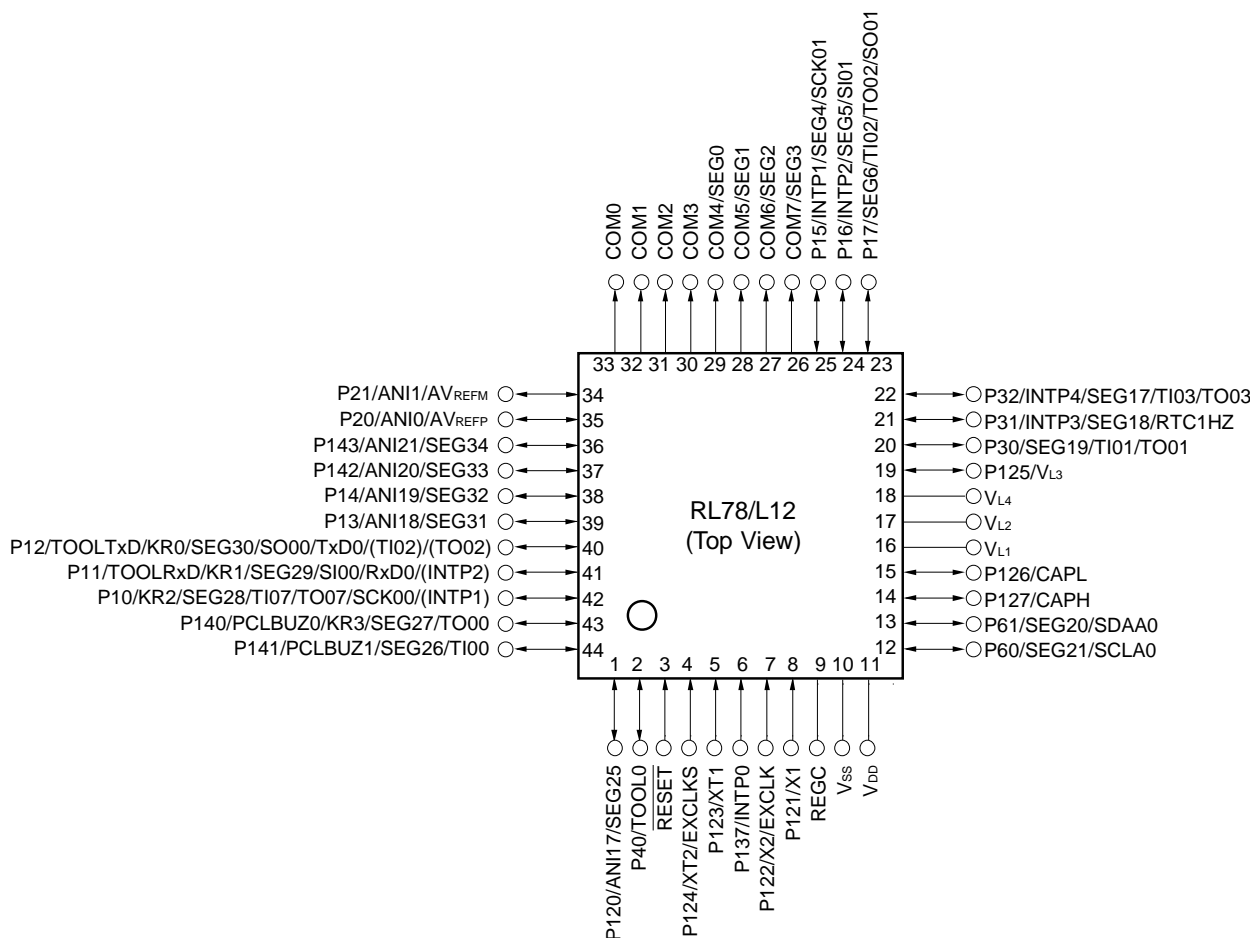 COM0
COM1
COM2
COM3
COM4/SEG0
COM5/SEG1
COM6/SEG2
COM7/SEG3
P15/INTP1/SEG4/SCK01
P16/INTP2/SEG5/SI01
P17/SEG6/TI02/TO02/SO01
33 32 31 30 29 28 27 26 25 24 23
P21/ANI1/AVREFM 34
P20/ANI0/AVREFP 35
P143/ANI21/SEG34 36
P142/ANI20/SEG33 37
P14/ANI19/SEG32 38
P13/ANI18/SEG31 39
P12/TOOLTxD/KR0/SEG30/SO00/TxD0/(TI02)/(TO02) 40
P11/TOOLRxD/KR1/SEG29/SI00/RxD0/(INTP2) 41
P10/KR2/SEG28/TI07/TO07/SCK00/(INTP1) 42
P140/PCLBUZ0/KR3/SEG27/TO00 43
P141/PCLBUZ1/SEG26/TI00 44
RL78/L12
(Top View)
22 P32/INTP4/SEG17/TI03/TO03
21 P31/INTP3/SEG18/RTC1HZ
20 P30/SEG19/TI01/TO01
19 P125/VL3
18 VL4
17 VL2
16 VL1
15 P126/CAPL
14 P127/CAPH
13 P61/SEG20/SDAA0
12 P60/SEG21/SCLA0
1 2 3 4 5 6 7 8 9 10 11
P120/ANI17/SEG25
P40/TOOL0
RESET
P124/XT2/EXCLKS
P123/XT1
P137/INTP0
P122/X2/EXCLK
P121/X1
REGC
VSS
VDD